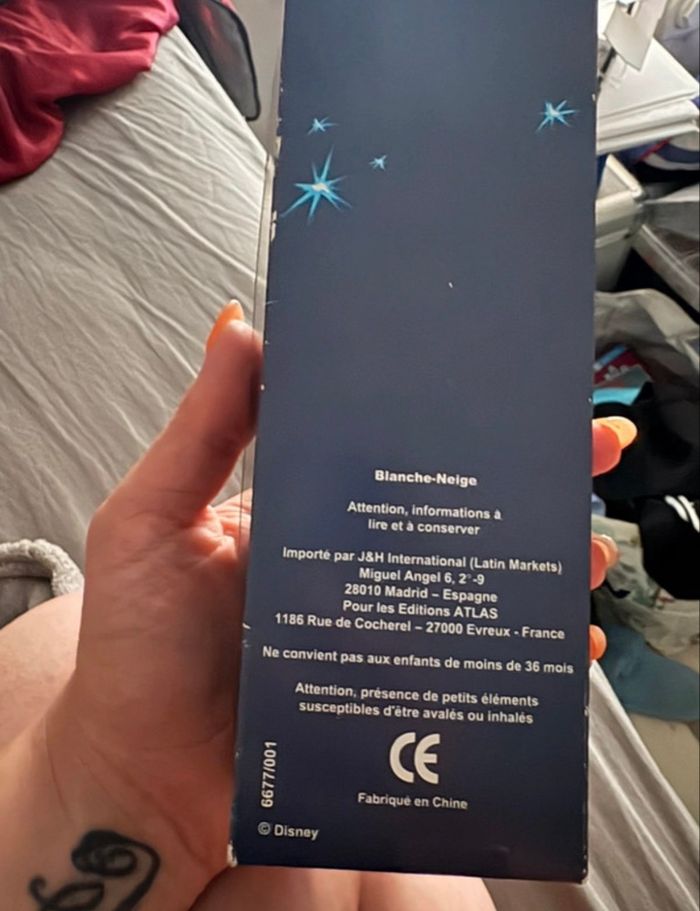 Blanche-Neige
Attention, informations à
lire et à conserver
Importé par J&H International (Latin Markets)
Miguel Angel 6, 2°-9
28010 Madrid – Espagne
Pour les Editions ATLAS
1186 Rue de Cocherel – 27000 Evreux - France
Ne convient pas aux enfants de moins de 36 mois
Attention, présence de petits éléments
susceptibles d'être avalés ou inhalés
CE
6677/001
Fabriqué en Chine
© Disney